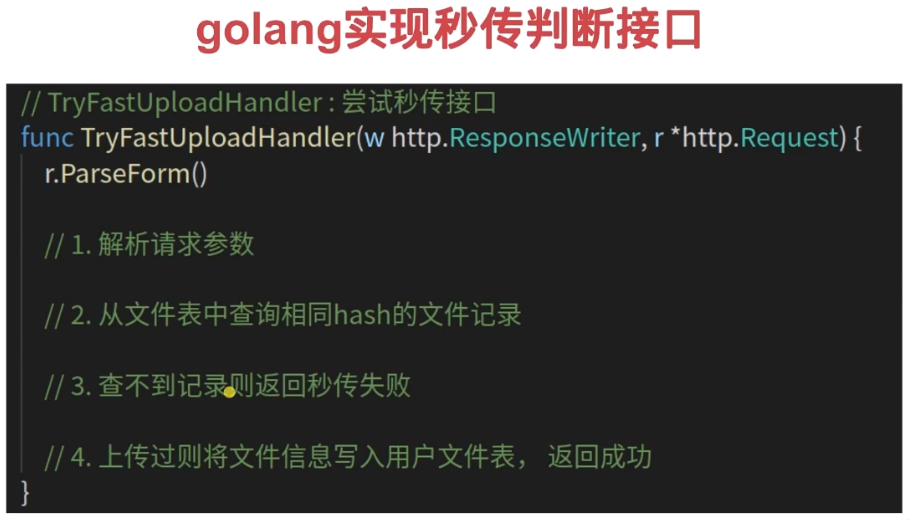 golang实现秒传判断接口
// TryFastUploadHandler : 尝试秒传接口
func TryFastUploadHandler(w http.ResponseWriter, r *http.Request) {
r.ParseForm()
// 1. 解析请求参数
// 2. 从文件表中查询相同hash的文件记录
// 3. 查不到记录则返回秒传失败
// 4. 上传过则将文件信息写入用户文件表， 返回成功
}